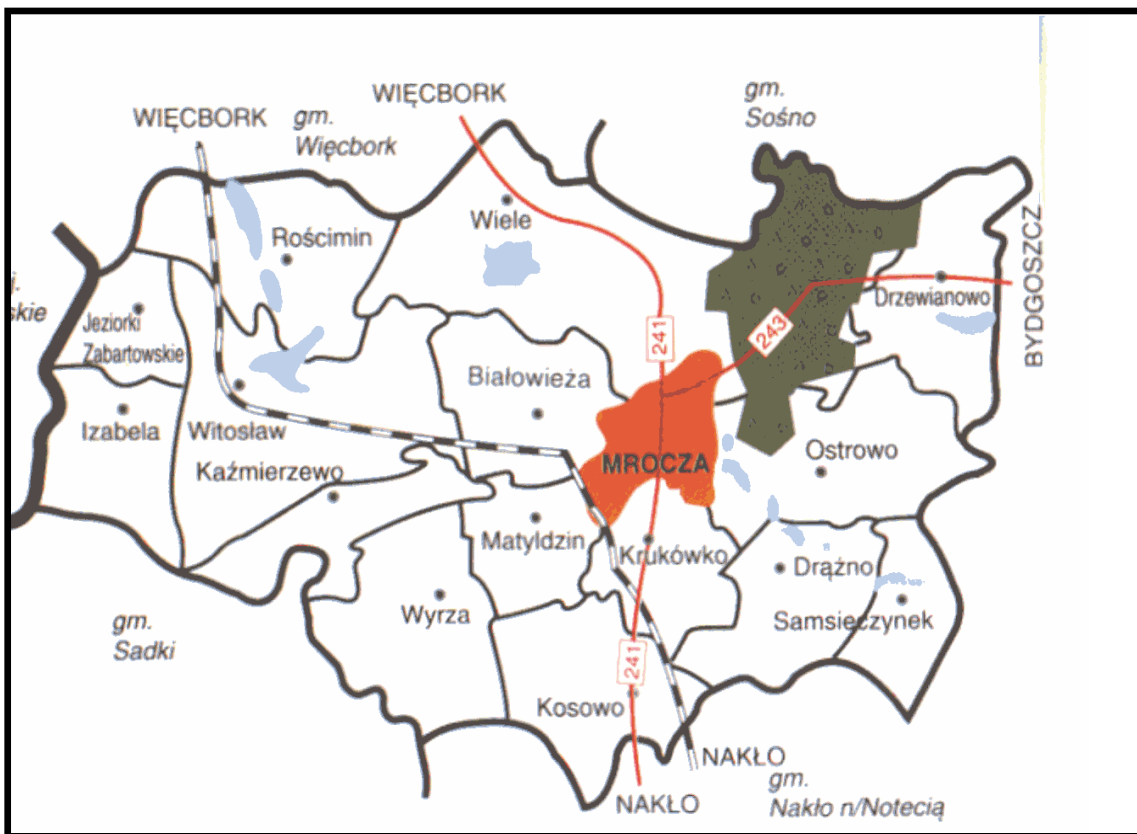 WIĘCBORK
gm.
Sośno
WIĘCBORK
gm.
Więcbork
Wiele
BYDGOSZCZ
Rościmin
skie
Drzewianowo
Jeziorki
Zabartowskie
241
243
Białowieża
Izabela
Witosław
Ostrowo
MROCZA
Kaźmierzewo
Matyldzin
Krukówko
Drążno
Wyrza
Samsieczynek
gm.
Sadki
241
Kosowo
NAKŁO
NAKŁO
gm.
Nakło n/Notecią